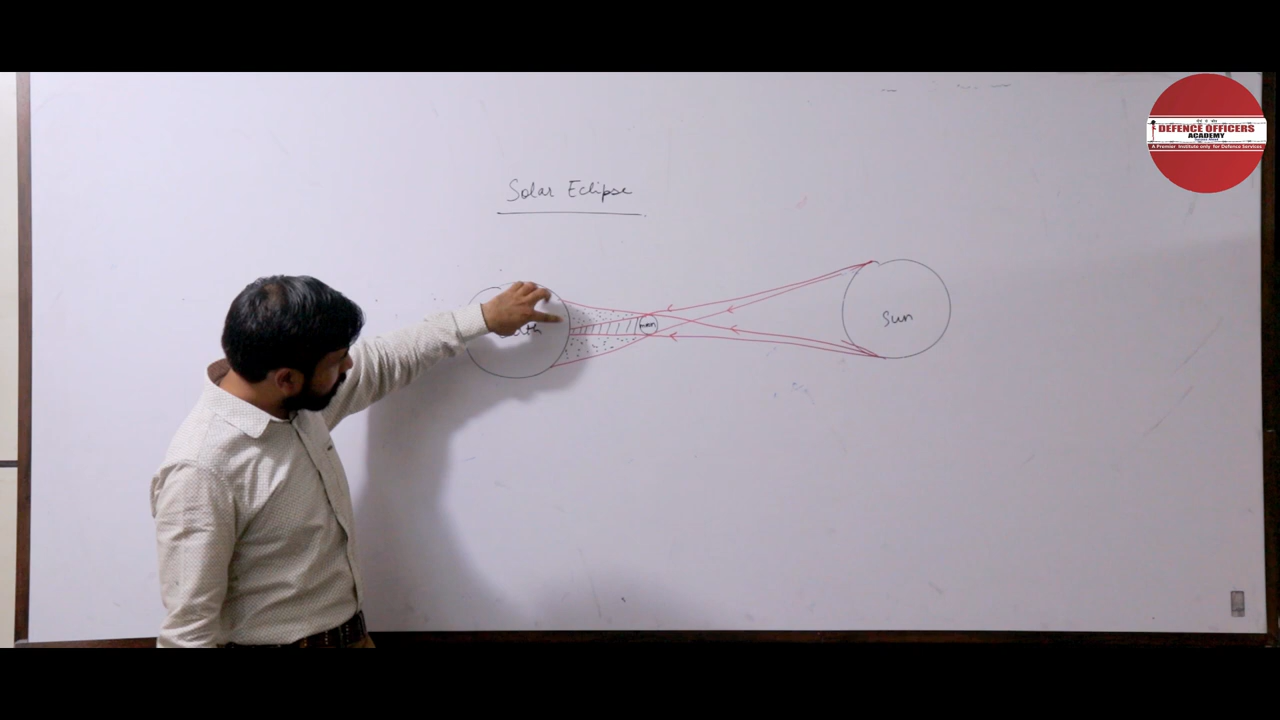 DEFENCE OFFICERS
ACADEMY
A Premier Institute only for Defence Services
Solar Eclipse
Sun